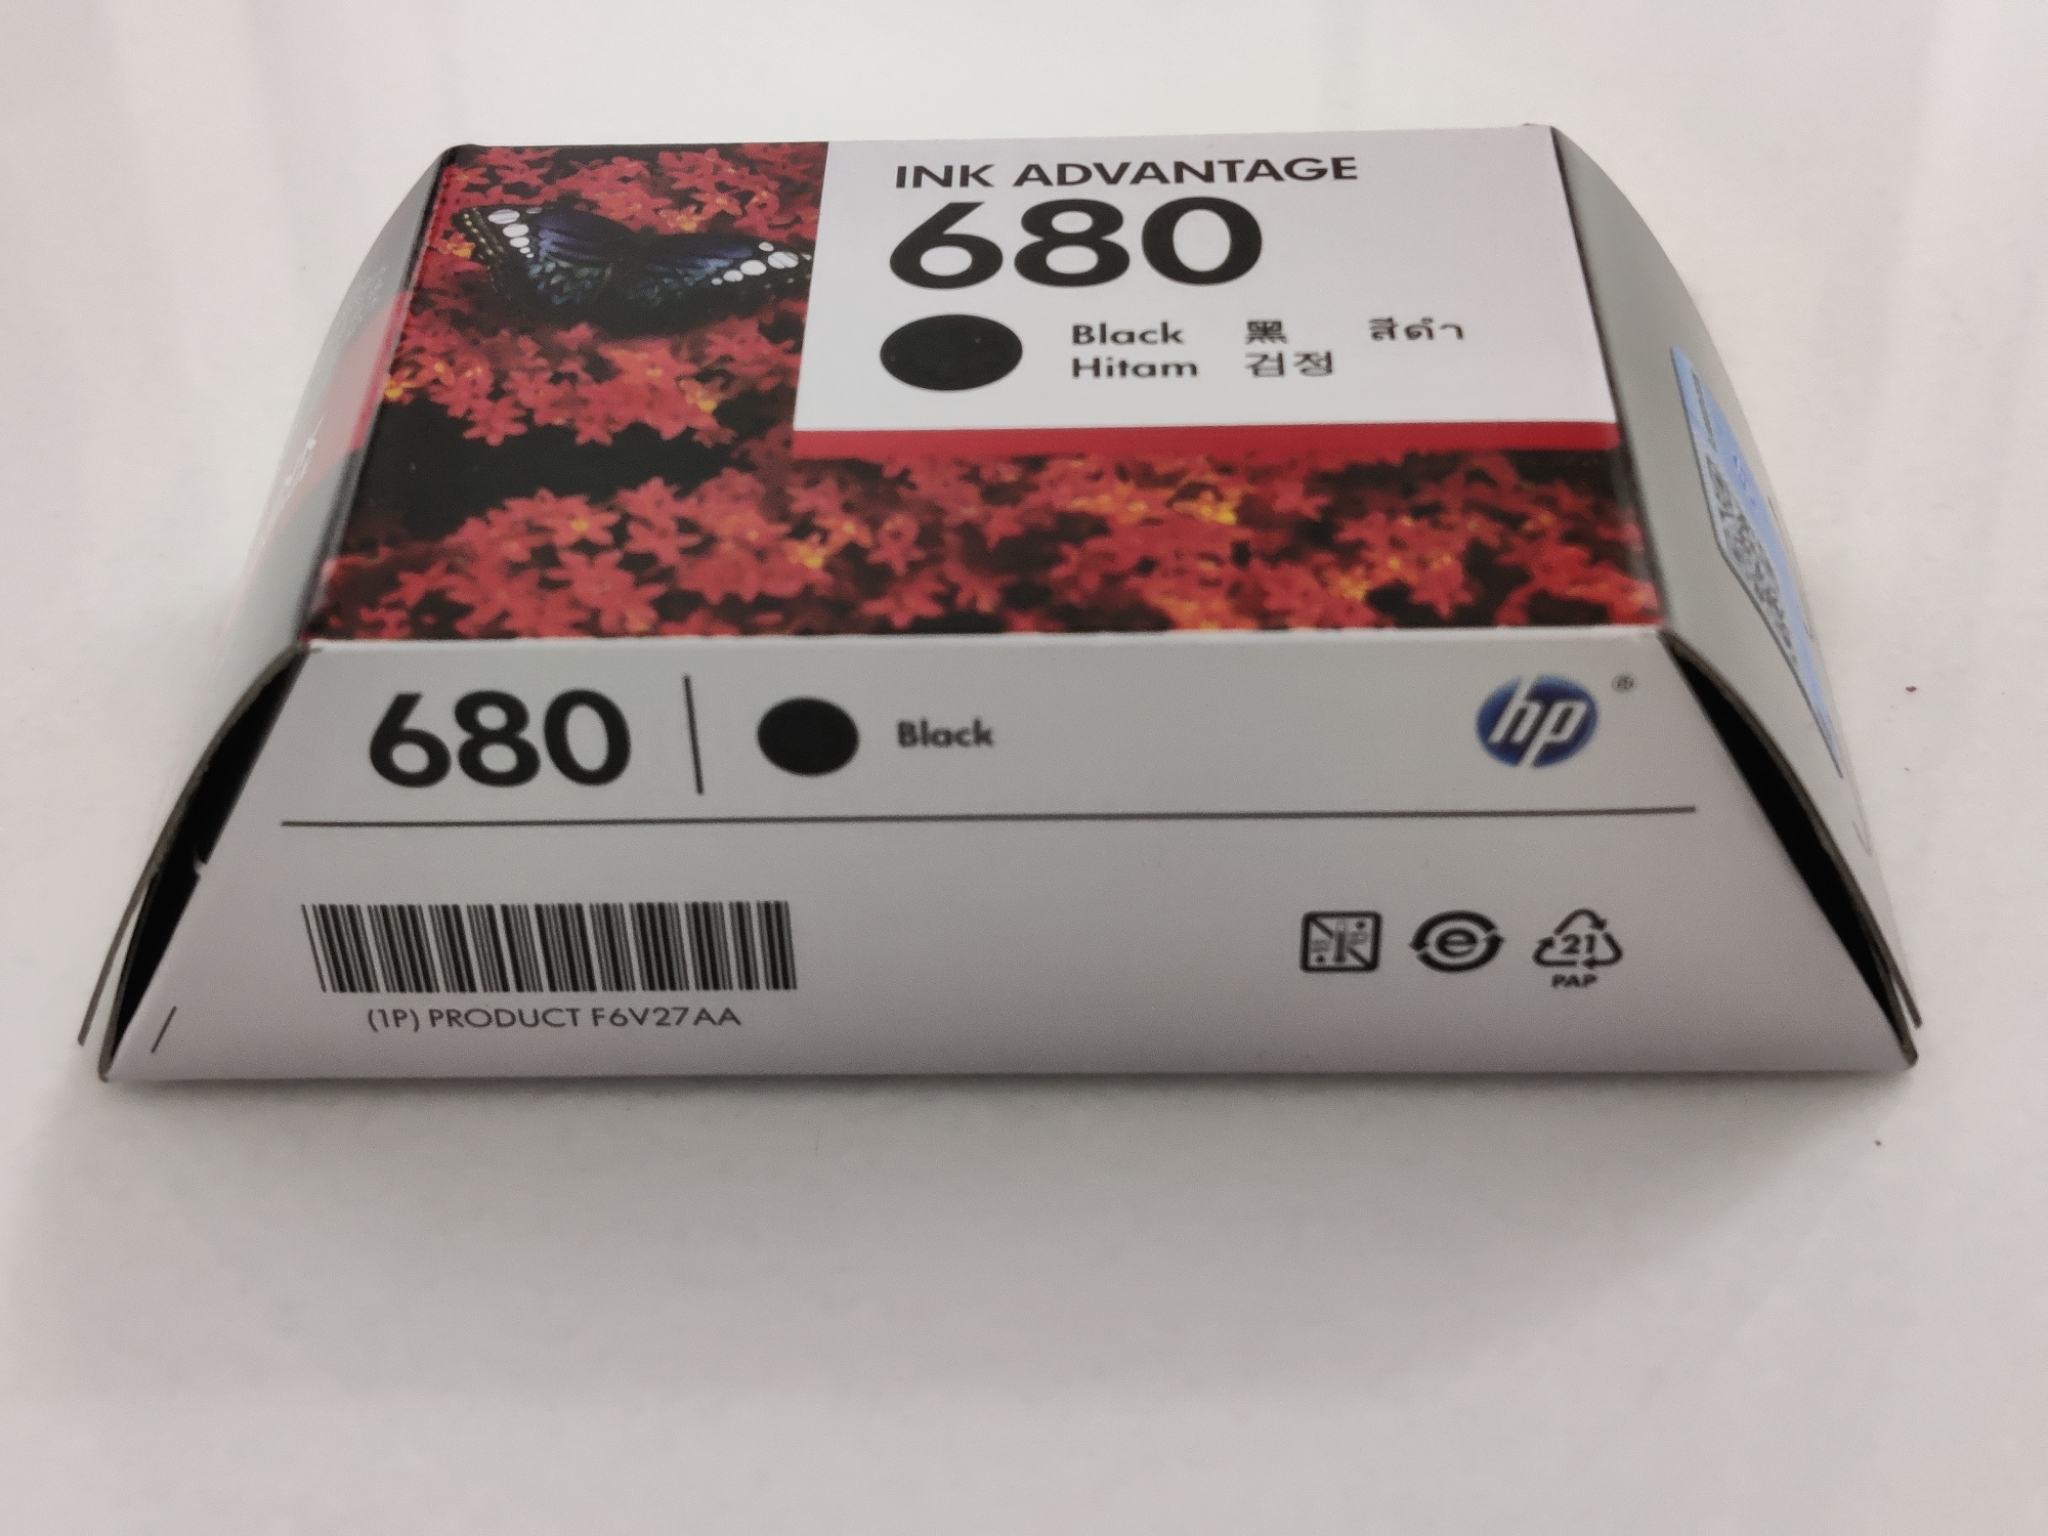 INK ADVANTAGE
680
Black 黑 สีดำ
Hitam 검정
680 | Black hp ®
(1P) PRODUCT F6V27AA
e 21
PAP